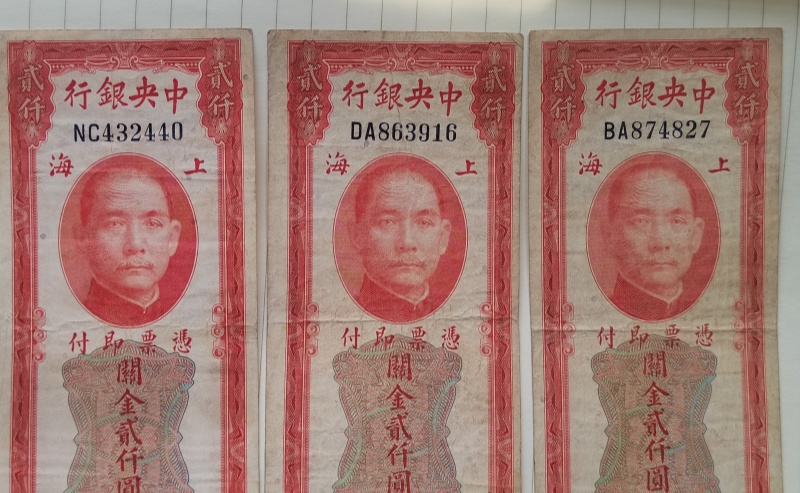 貳仟
貳仟
中央銀行
NC432440
上海
憑票即付
關金貳仟圓
貳仟
貳仟
中央銀行
DA863916
上海
憑票即付
關金貳仟圓
貳仟
貳仟
中央銀行
BA874827
上海
憑票即付
關金貳仟圓